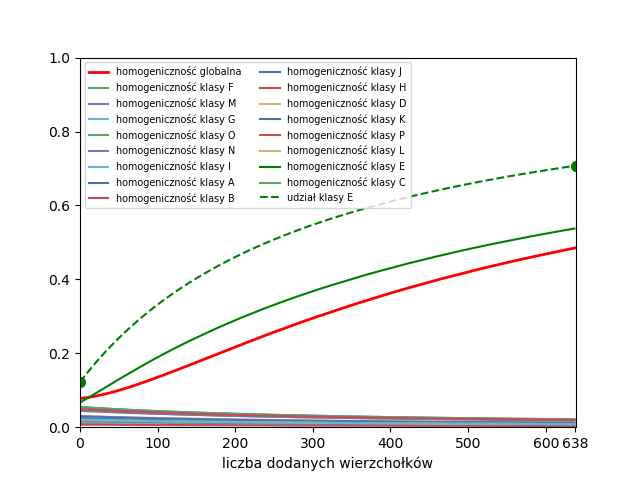 1.0
0.8
0.6
0.4
0.2
0.0
homogeniczność globalna
homogeniczność klasy F
homogeniczność klasy M
homogeniczność klasy G
homogeniczność klasy O
homogeniczność klasy N
homogeniczność klasy I
homogeniczność klasy A
homogeniczność klasy B
homogeniczność klasy J
homogeniczność klasy H
homogeniczność klasy D
homogeniczność klasy K
homogeniczność klasy P
homogeniczność klasy L
homogeniczność klasy E
homogeniczność klasy C
udział klasy E
0 100 200 300 400 500 600 638
liczba dodanych wierzchołków